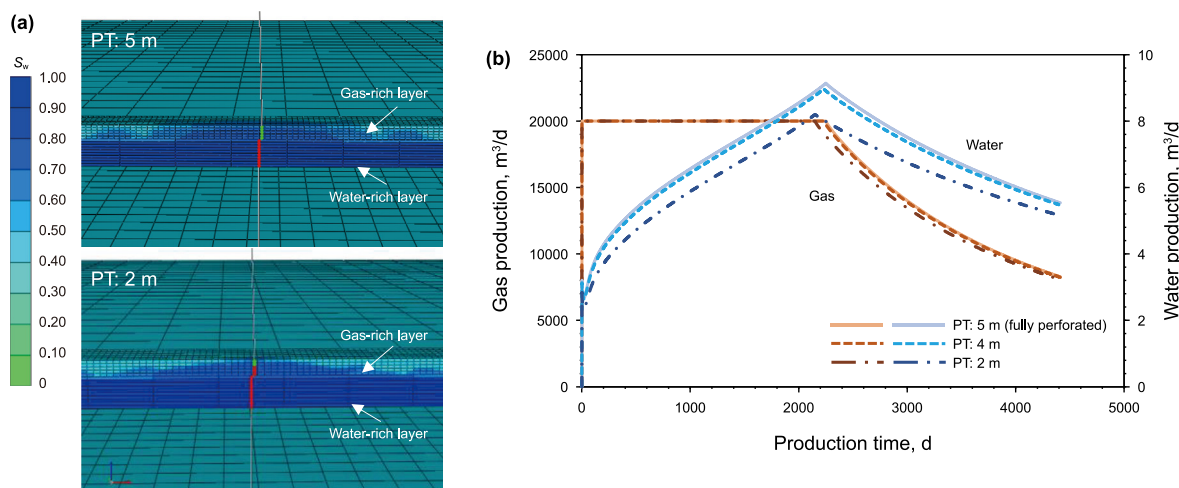 (a)
PT: 5 m
Sw
1.00
0.90
0.80
0.70
0.60
0.50
0.40
0.30
0.20
0.10
0
Gas-rich layer
Water-rich layer
PT: 2 m
Gas-rich layer
Water-rich layer
(b)
Gas production, m³/d
25000
20000
15000
10000
5000
0
Water production. m³/d
10
8
6
4
2
0
Water
Gas
PT: 5 m (fully perforated)
PT: 4 m
PT: 2 m
0
1000
2000
3000
4000
5000
Production time, d